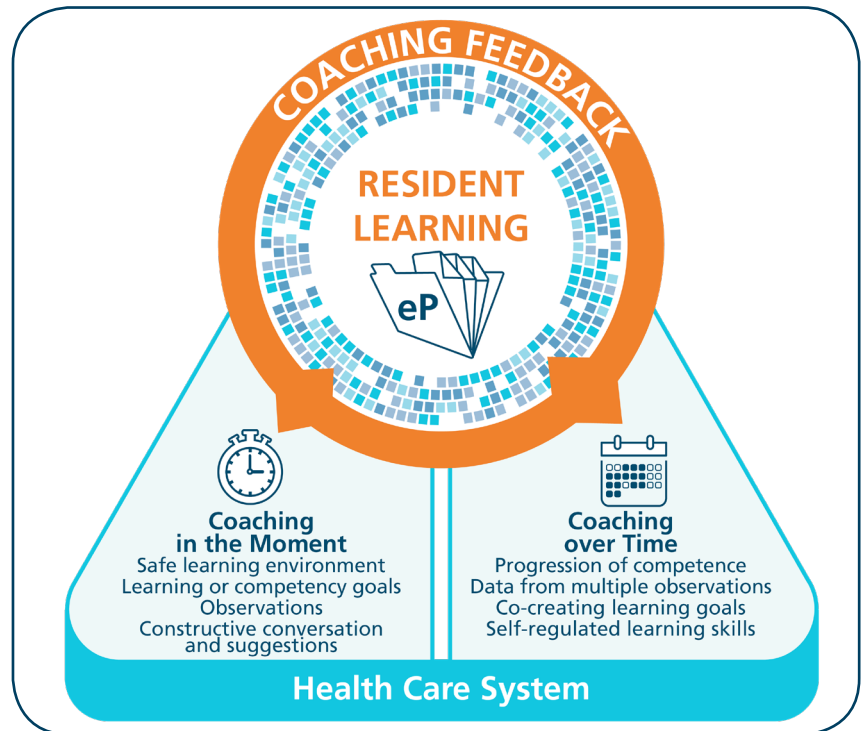 COACHING FEEDBACK
RESIDENT
LEARNING
eP
Coaching
in the Moment
Safe learning environment
Learning or competency goals
Observations
Constructive conversation
and suggestions
Coaching
over Time
Progression of competence
Data from multiple observations
Co-creating learning goals
Self-regulated learning skills
Health Care System